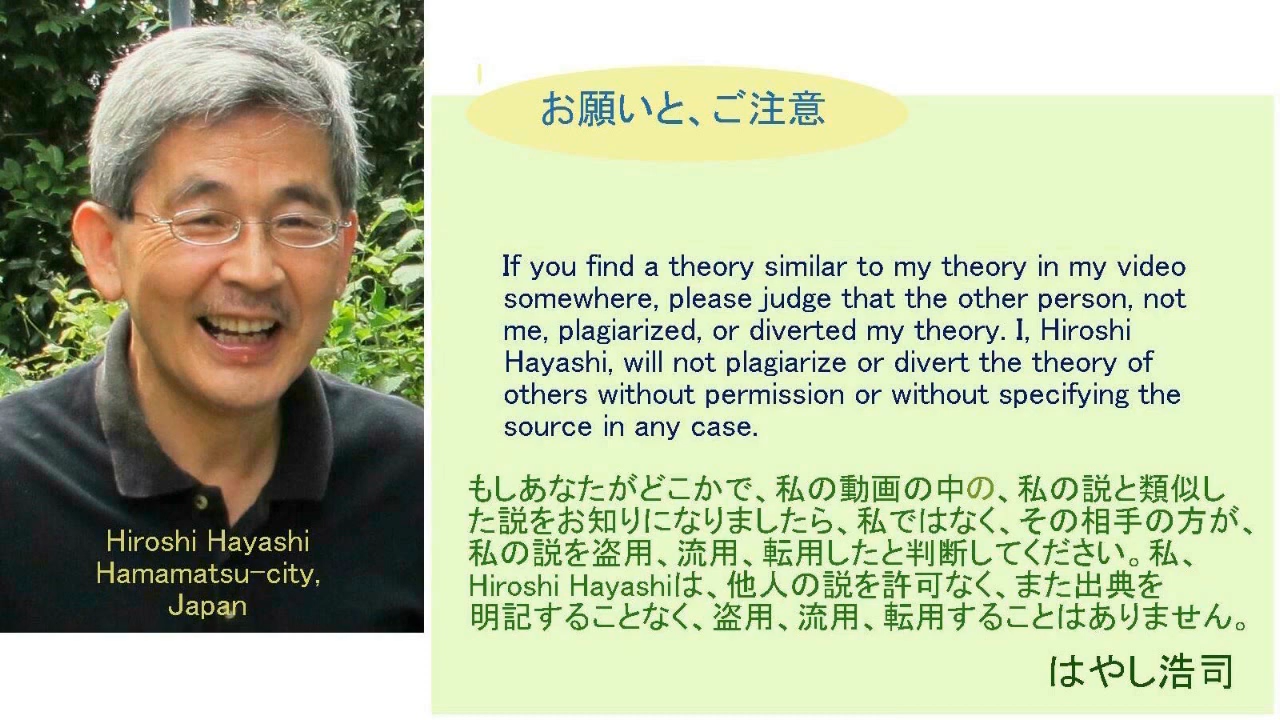 お願いと、ご注意
If you find a theory similar to my theory in my video
somewhere, please judge that the other person, not
me, plagiarized, or diverted my theory. I, Hiroshi
Hayashi, will not plagiarize or divert the theory of
others without permission or without specifying the
source in any case.
もしあなたがどこかで、私の動画の中の、私の説と類似し
た説をお知りになりましたら、私ではなく、その相手の方が、
私の説を盗用、流用、転用したと判断してください。私、
Hiroshi Hayashiは、他人の説を許可なく、また出典を
明記することなく、盗用、流用、転用することはありません。
はやし浩司
Hiroshi Hayashi
Hamamatsu-city,
Japan